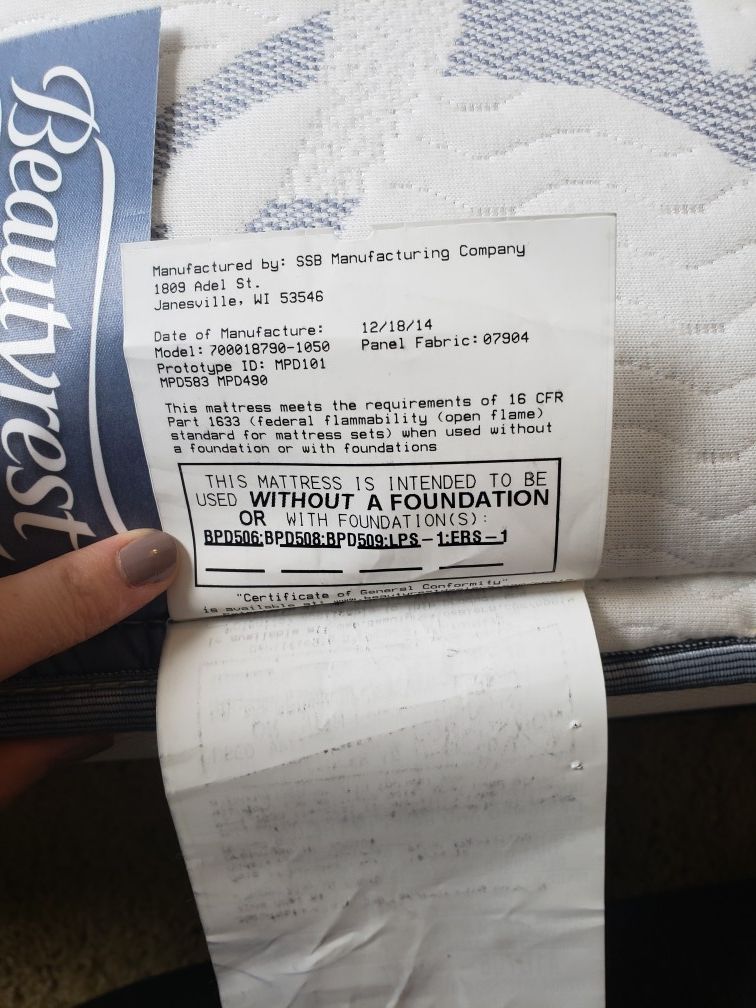 Beautyrest
Manufactured by: SSB Manufacturing Company
1809 Adel St.
Janesville, WI 53546
Date of Manufacture: 12/18/14
Model: 700018790-1050 Panel Fabric: 07904
Prototype ID: MPD101
MPD583 MPD490
This mattress meets the requirements of 16 CFR
Part 1633 (federal flammability (open flame)
standard for mattress sets) when used without
a foundation or with foundations
THIS MATTRESS IS INTENDED TO BE
USED WITHOUT A FOUNDATION
OR WITH FOUNDATION(S):
BPD506;BPD508;BPD509;LPS-1;ERS-1
"Certificate of General Conformity"
is available at: